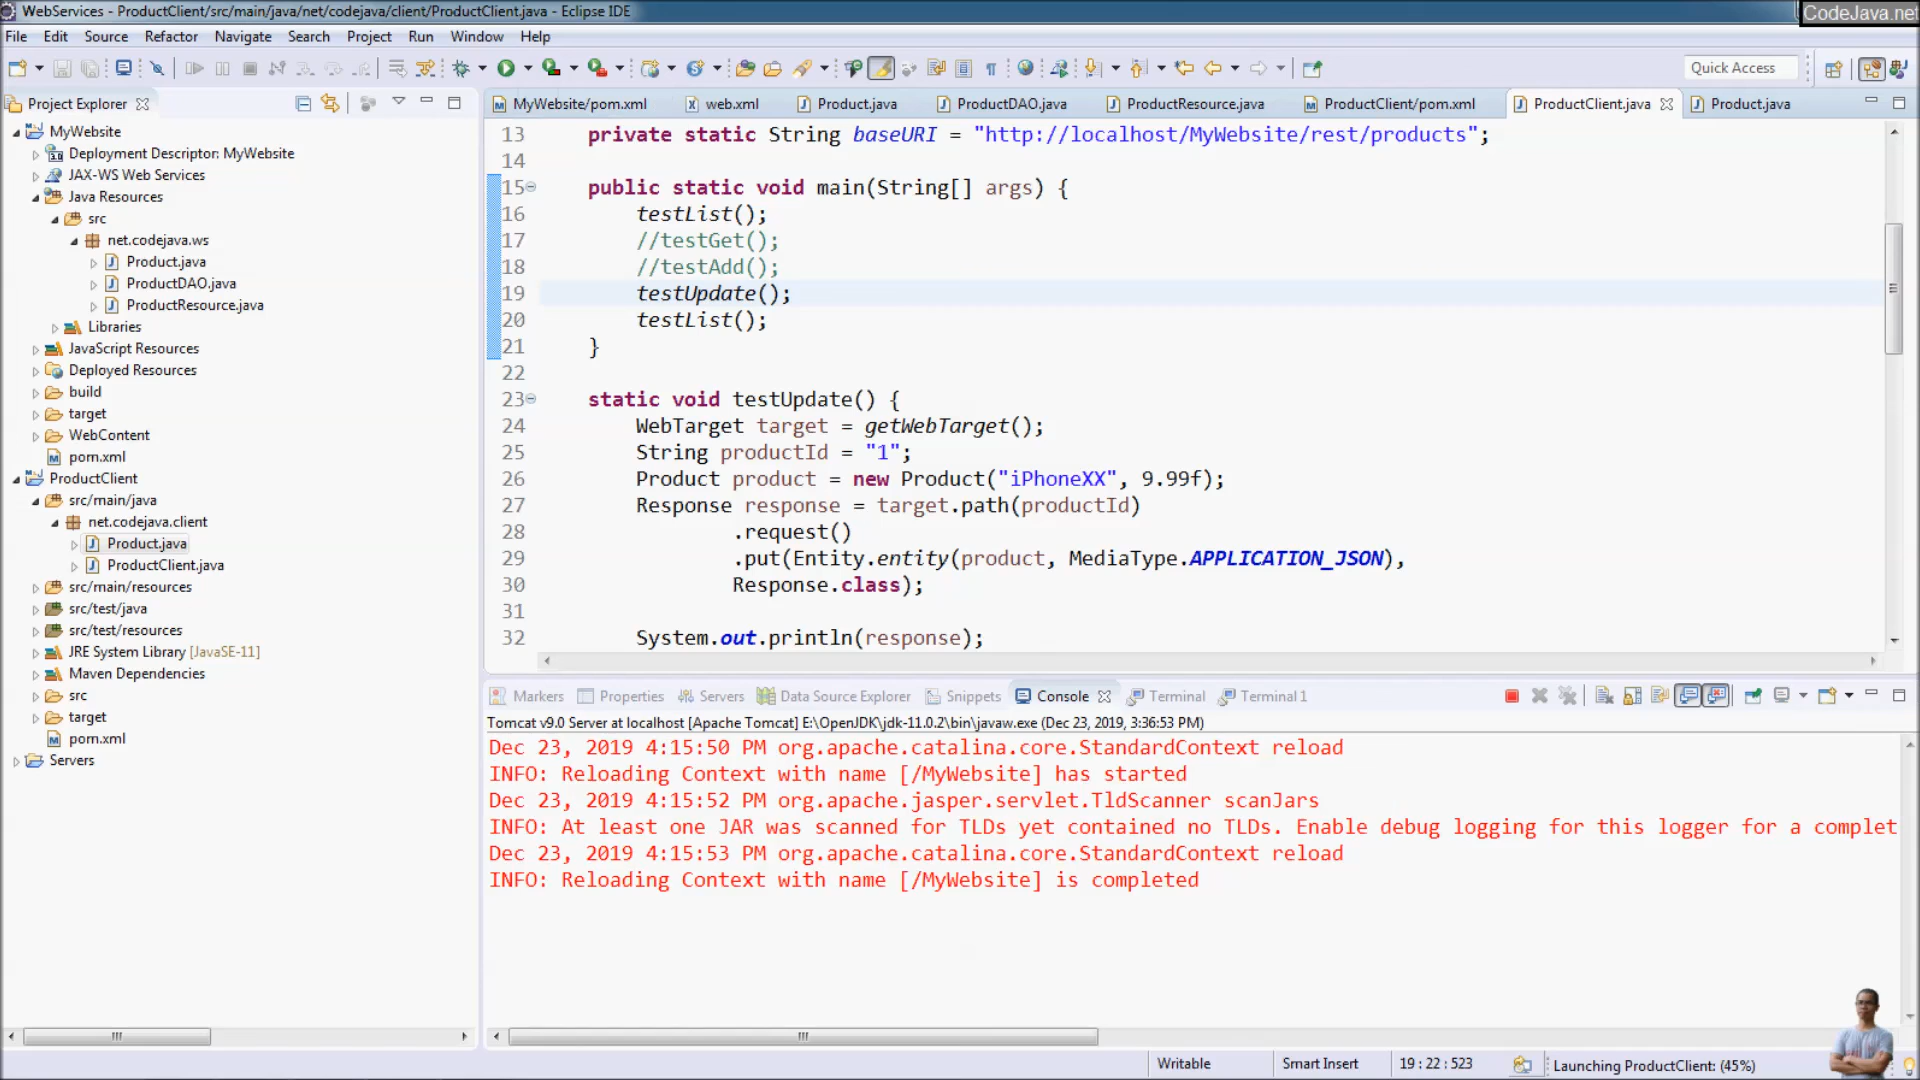 WebServices - ProductClient/src/main/java/net/codejava/client/ProductClient.java - Eclipse IDE
CodeJava.net
File Edit Source Refactor Navigate Search Project Run Window Help
Quick Access
Project Explorer
MyWebsite
Deployment Descriptor: MyWebsite
JAX-WS Web Services
Java Resources
src
net.codejava.ws
Product.java
ProductDAO.java
ProductResource.java
Libraries
JavaScript Resources
Deployed Resources
build
target
WebContent
pom.xml
ProductClient
src/main/java
net.codejava.client
Product.java
ProductClient.java
src/main/resources
src/test/java
src/test/resources
JRE System Library [JavaSE-11]
Maven Dependencies
src
target
pom.xml
Servers
MyWebsite/pom.xml web.xml Product.java ProductDAO.java ProductResource.java ProductClient/pom.xml ProductClient.java Product.java
13 private static String baseURI = "http://localhost/MyWebsite/rest/products";
14
15 public static void main(String[] args) {
16 testList();
17 //testGet();
18 //testAdd();
19 testUpdate();
20 testList();
21 }
22
23 static void testUpdate() {
24 WebTarget target = getWebTarget();
25 String productId = "1";
26 Product product = new Product("iPhoneXX", 9.99f);
27 Response response = target.path(productId)
28 .request()
29 .put(Entity.entity(product, MediaType.APPLICATION_JSON),
30 Response.class);
31
32 System.out.println(response);
Markers Properties Servers Data Source Explorer Snippets Console Terminal Terminal 1
Tomcat v9.0 Server at localhost [Apache Tomcat] E:\OpenJDK\jdk-11.0.2\bin\javaw.exe (Dec 23, 2019, 3:36:53 PM)
Dec 23, 2019 4:15:50 PM org.apache.catalina.core.StandardContext reload
INFO: Reloading Context with name [/MyWebsite] has started
Dec 23, 2019 4:15:52 PM org.apache.jasper.servlet.TldScanner scanJars
INFO: At least one JAR was scanned for TLDs yet contained no TLDs. Enable debug logging for this logger for a complet
Dec 23, 2019 4:15:53 PM org.apache.catalina.core.StandardContext reload
INFO: Reloading Context with name [/MyWebsite] is completed
Writable Smart Insert 19 : 22 : 523 Launching ProductClient: (45%)